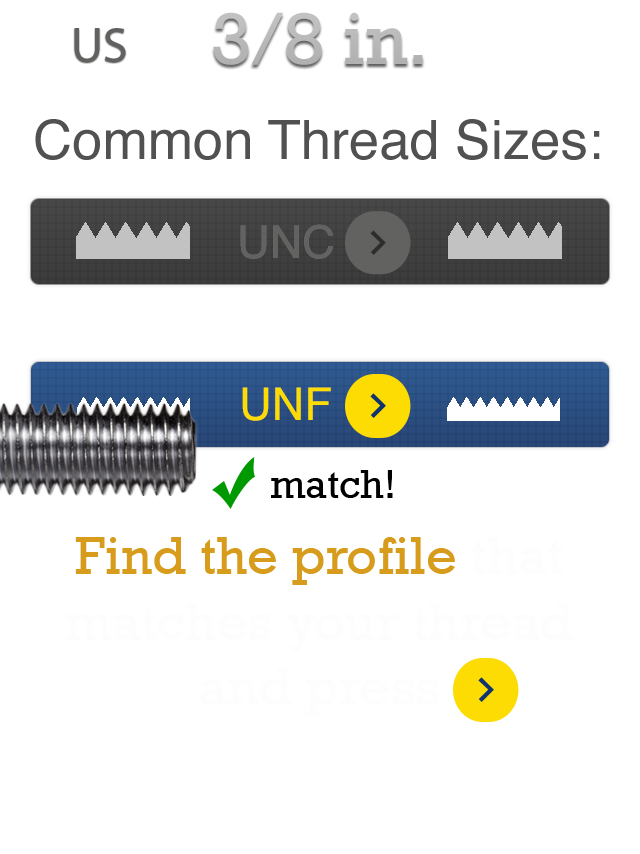 US 3/8 in.
Common Thread Sizes:
UNC
UNF
match!
Find the profile that
matches your thread
and press